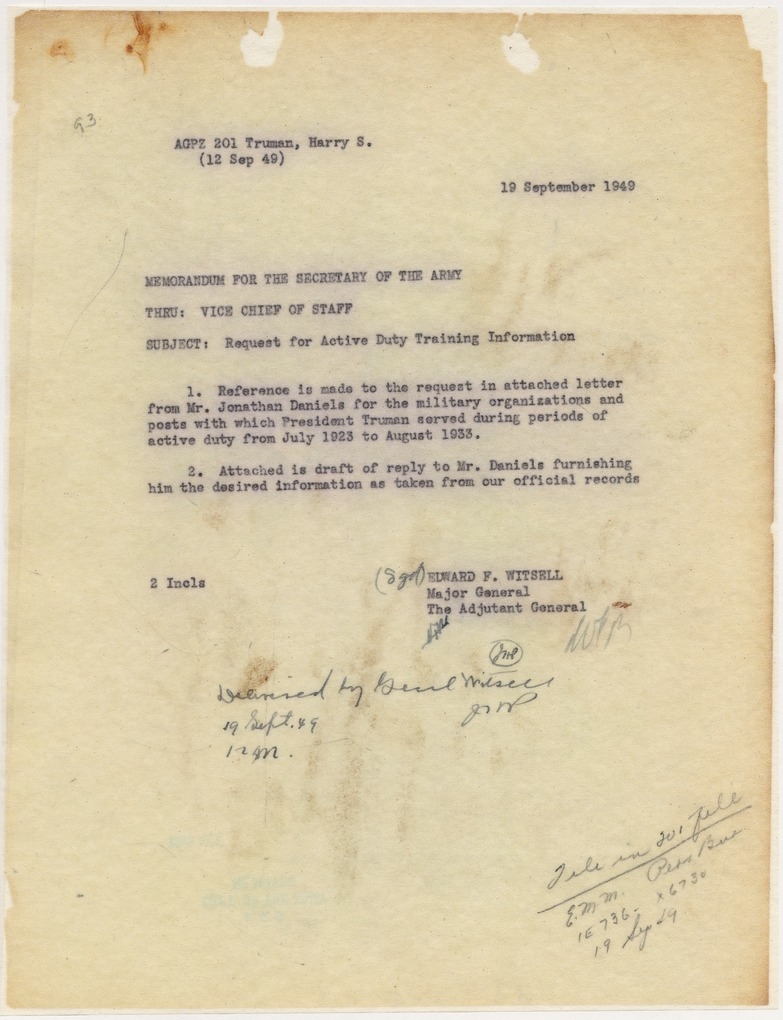 G3
AGPZ 201 Truman, Harry S.
(12 Sep 49)
19 September 1949
MEMORANDUM FOR THE SECRETARY OF THE ARMY
THRU: VICE CHIEF OF STAFF
SUBJECT: Request for Active Duty Training Information
1. Reference is made to the request in attached letter
from Mr. Jonathan Daniels for the military organizations and
posts with which President Truman served during periods of
active duty from July 1923 to August 1933.
2. Attached is draft of reply to Mr. Daniels furnishing
him the desired information as taken from our official records
2 Incls
(Sgd) EDWARD F. WITSELL
Major General
The Adjutant General
Delivered by Genl Witsell
19 Sept. 49
12 M.
File in 201 file
E.M.M. Pers Bur
1E 736 - X6730
19 Sep 49